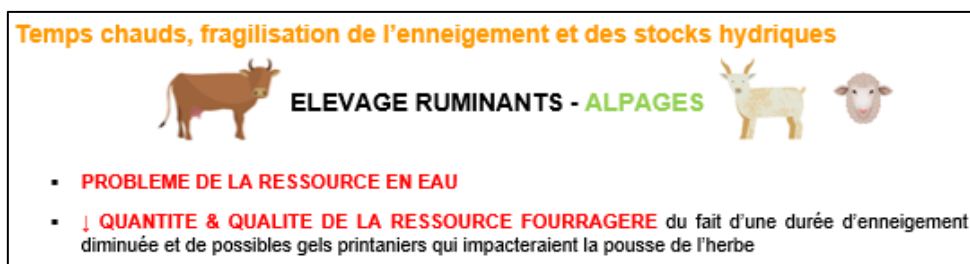 Temps chauds, fragilisation de l'enneigement et des stocks hydriques
ELEVAGE RUMINANTS - ALPAGES
▪ PROBLEME DE LA RESSOURCE EN EAU
▪ ↓ QUANTITE & QUALITE DE LA RESSOURCE FOURRAGERE du fait d'une durée d'enneigement
diminuée et de possibles gels printaniers qui impacteraient la pousse de l'herbe